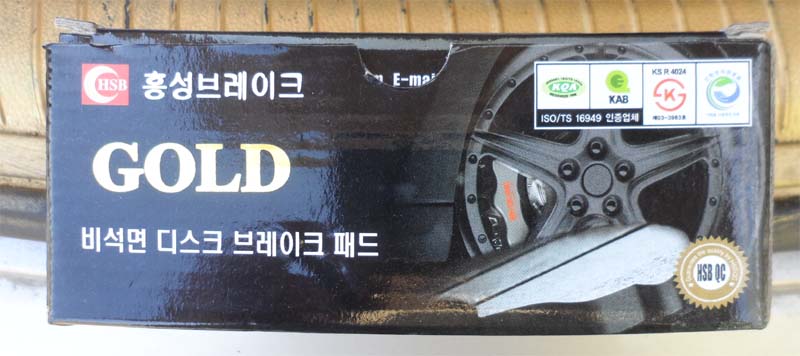 HSB 홍성브레이크
E-mai
GOLD
비석면 디스크 브레이크 패드
KQA
KAB
KS R 4024
ISO/TS 16949 인증업체
HSB QC